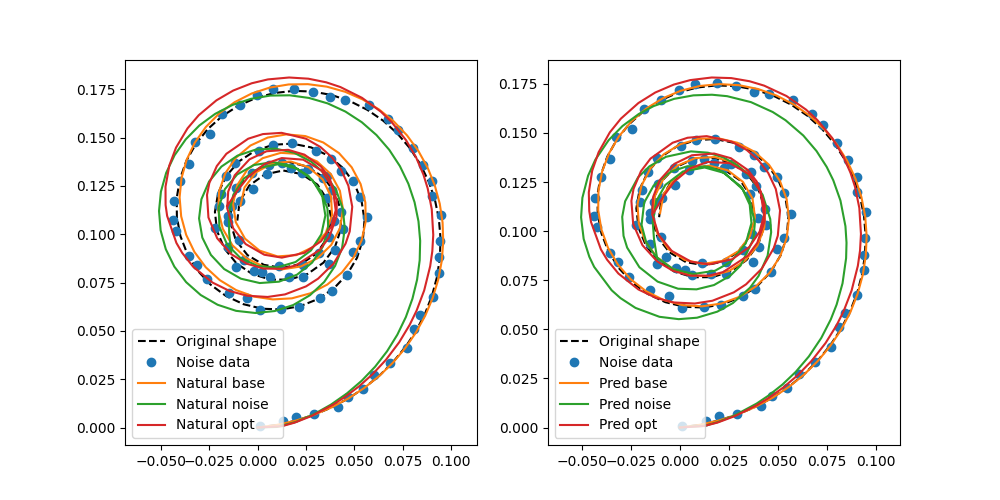 0.175
0.150
0.125
0.100
0.075
0.050
0.025
0.000
−0.050 −0.025 0.000 0.025 0.050 0.075 0.100
Original shape
Noise data
Natural base
Natural noise
Natural opt
0.175
0.150
0.125
0.100
0.075
0.050
0.025
0.000
−0.050 −0.025 0.000 0.025 0.050 0.075 0.100
Original shape
Noise data
Pred base
Pred noise
Pred opt